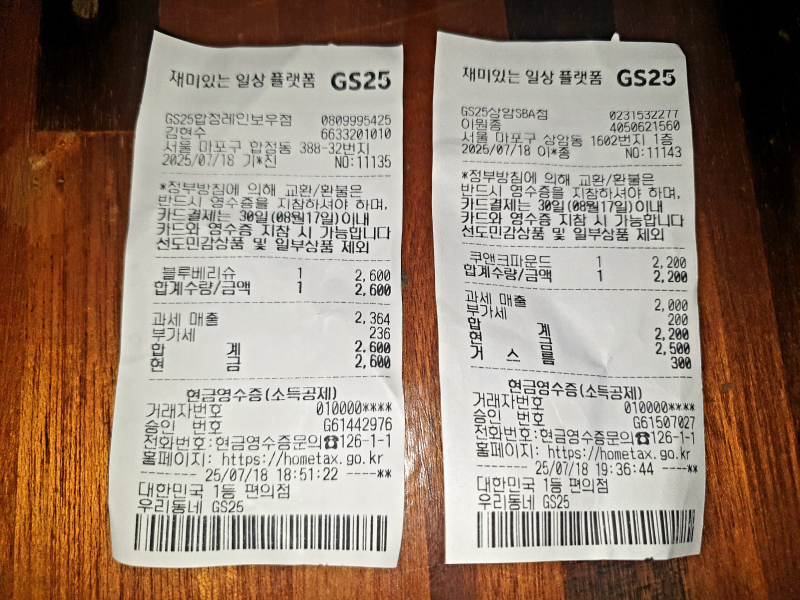 재미있는 일상 플랫폼 GS25
GS25합정레인보우점 0809995425
김현수 6633201010
서울 마포구 합정동 388-32번지
2025/07/18 기*진 NO:11135
*정부방침에 의해 교환/환불은
반드시 영수증을 지참하셔야 하며,
카드결제는 30일(08월17일)이내
카드와 영수증 지참 시 가능합니다
선도민감상품 및 일부상품 제외
블루베리슈 1 2,600
합계수량/금액 1 2,600
과세 매출 2,364
부가세 236
합 계 2,600
현 금 2,600
현금영수증(소득공제)
거래자번호 010000****
승인 번호 G61442976
전화번호:현금영수증문의☎126-1-1
홈페이지: https://hometax.go.kr
------- 25/07/18 18:51:22 ----**
대한민국 1등 편의점
우리동네 GS25
재미있는 일상 플랫폼 GS25
GS25상암SBA점 0231532277
이원종 4050621560
서울 마포구 상암동 1602번지 1층
2025/07/18 이*종 NO:11143
*정부방침에 의해 교환/환불은
반드시 영수증을 지참하셔야 하며,
카드결제는 30일(08월17일)이내
카드와 영수증 지참 시 가능합니다
선도민감상품 및 일부상품 제외
쿠앤크파운드 1 2,200
합계수량/금액 1 2,200
과세 매출 2,000
부가세 200
합 계 2,200
현 금 2,500
거 스 름 300
현금영수증(소득공제)
거래자번호 010000****
승인 번호 G61507027
전화번호:현금영수증문의☎126-1-1
홈페이지: https://hometax.go.kr
------- 25/07/18 19:36:44 ----**
대한민국 1등 편의점
우리동네 GS25